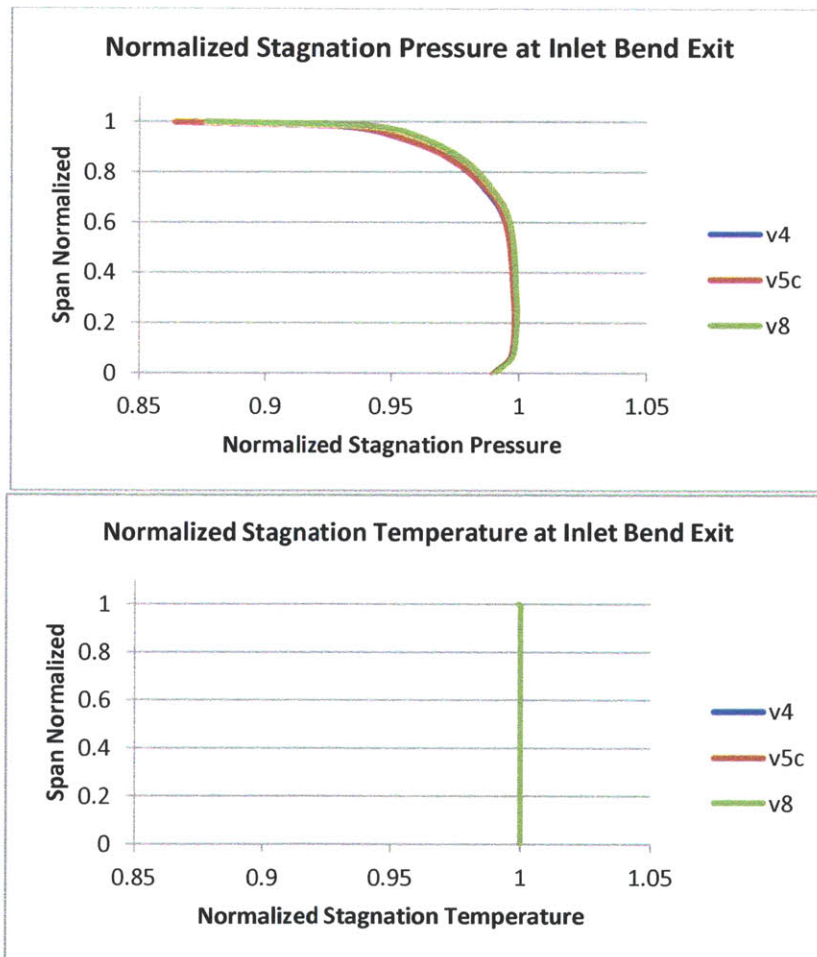 Normalized Stagnation Pressure at Inlet Bend Exit
1
0.8
0.6
0.4
0.2
0
Span Normalized
0.85 0.9 0.95 1 1.05
Normalized Stagnation Pressure
v4
v5c
v8
Normalized Stagnation Temperature at Inlet Bend Exit
1
0.8
0.6
0.4
0.2
0
Span Normalized
0.85 0.9 0.95 1 1.05
Normalized Stagnation Temperature
v4
v5c
v8